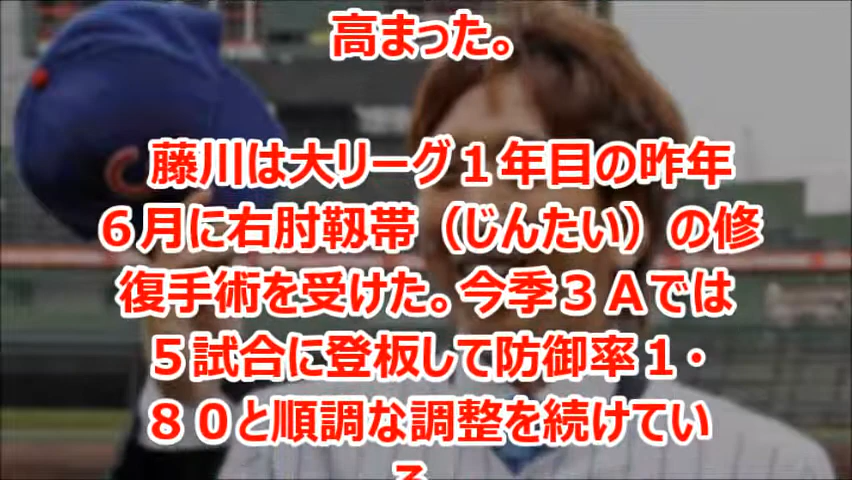 高まった。
藤川は大リーグ１年目の昨年
６月に右肘靱帯（じんたい）の修
復手術を受けた。今季３Ａでは
５試合に登板して防御率１・
８０と順調な調整を続けてい
る
C